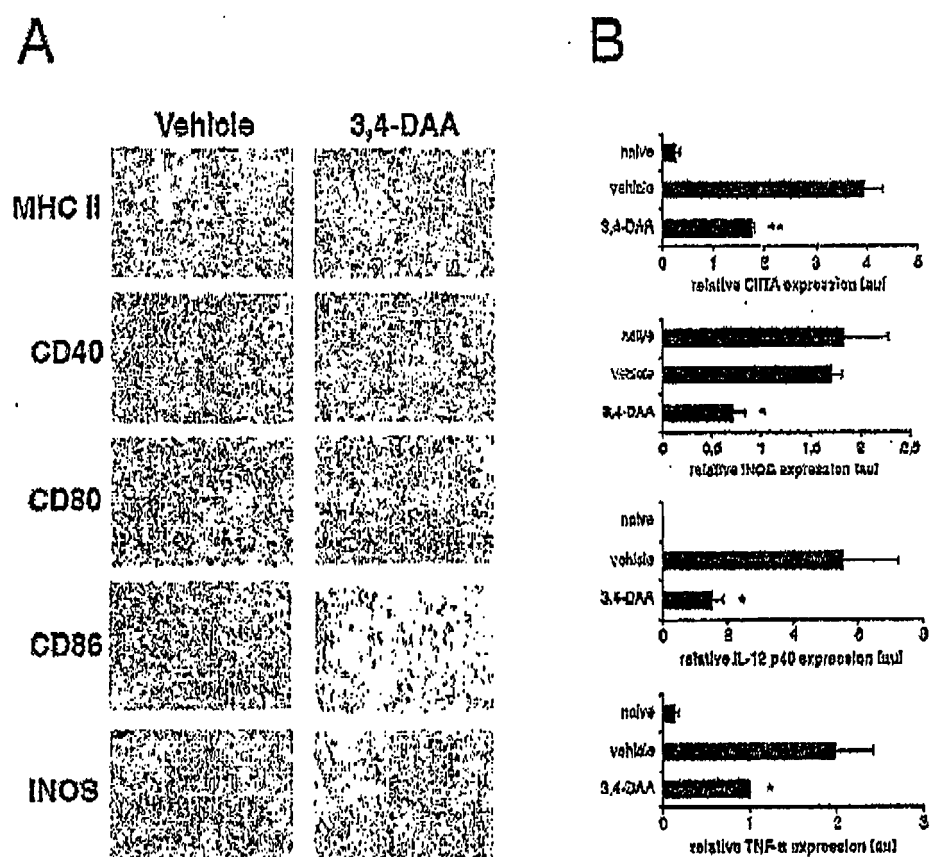 A
B
Vehicle 3,4-DAA
MHC II
CD40
CD80
CD86
iNOS
naive
vehicle
3,4-DAA
0 1 2 3 4 5
relative CIITA expression [au]
naive
vehicle
3,4-DAA
0 0,5 1 1,5 2 2,5
relative iNOS expression [au]
naive
vehicle
3,4-DAA
0 2 4 6 8
relative IL-12 p40 expression [au]
naive
vehicle
3,4-DAA
0 1 2 3
relative TNF-α expression [au]